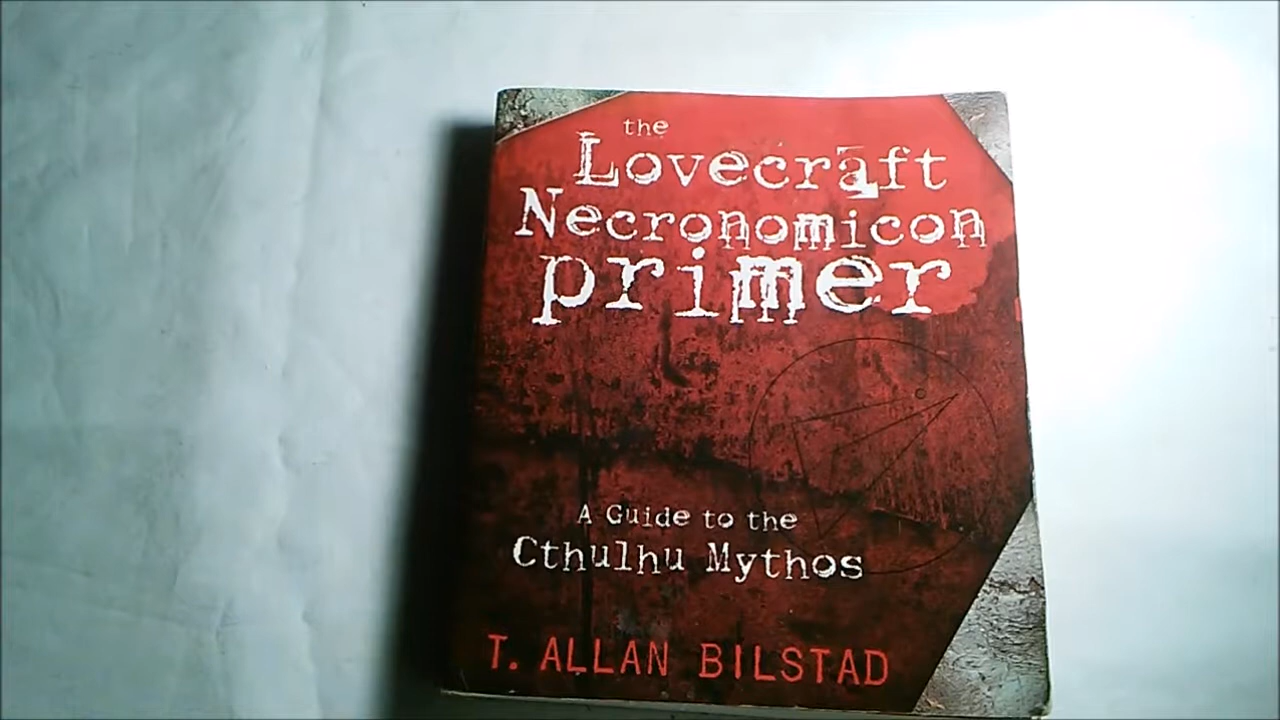 the
Lovecraft
Necronomicon
primer
A Guide to the
Cthulhu Mythos
T. ALLAN BILSTAD